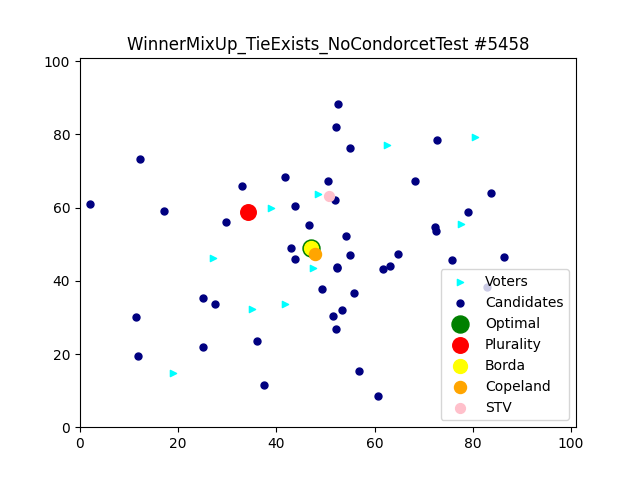 WinnerMixUp_TieExists_NoCondorcetTest #5458
100
80
60
40
20
0
0 20 40 60 80 100
Voters
Candidates
Optimal
Plurality
Borda
Copeland
STV